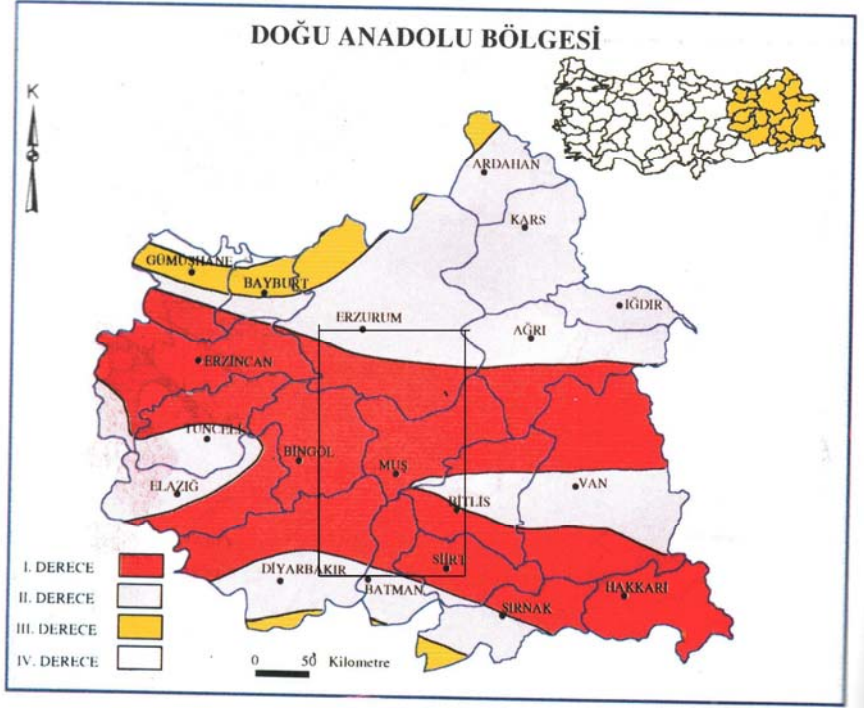 DOĞU ANADOLU BÖLGESİ
K
ARDAHAN
KARS
GÜMÜŞHANE
BAYBURT
IĞDIR
ERZURUM
AĞRI
ERZİNCAN
TUNCELİ
BİNGÖL
MUŞ
ELAZIĞ
VAN
BİTLİS
I. DERECE
DİYARBAKIR
SİİRT
BATMAN
HAKKARİ
II. DERECE
ŞIRNAK
III. DERECE
IV. DERECE
0 50 Kilometre